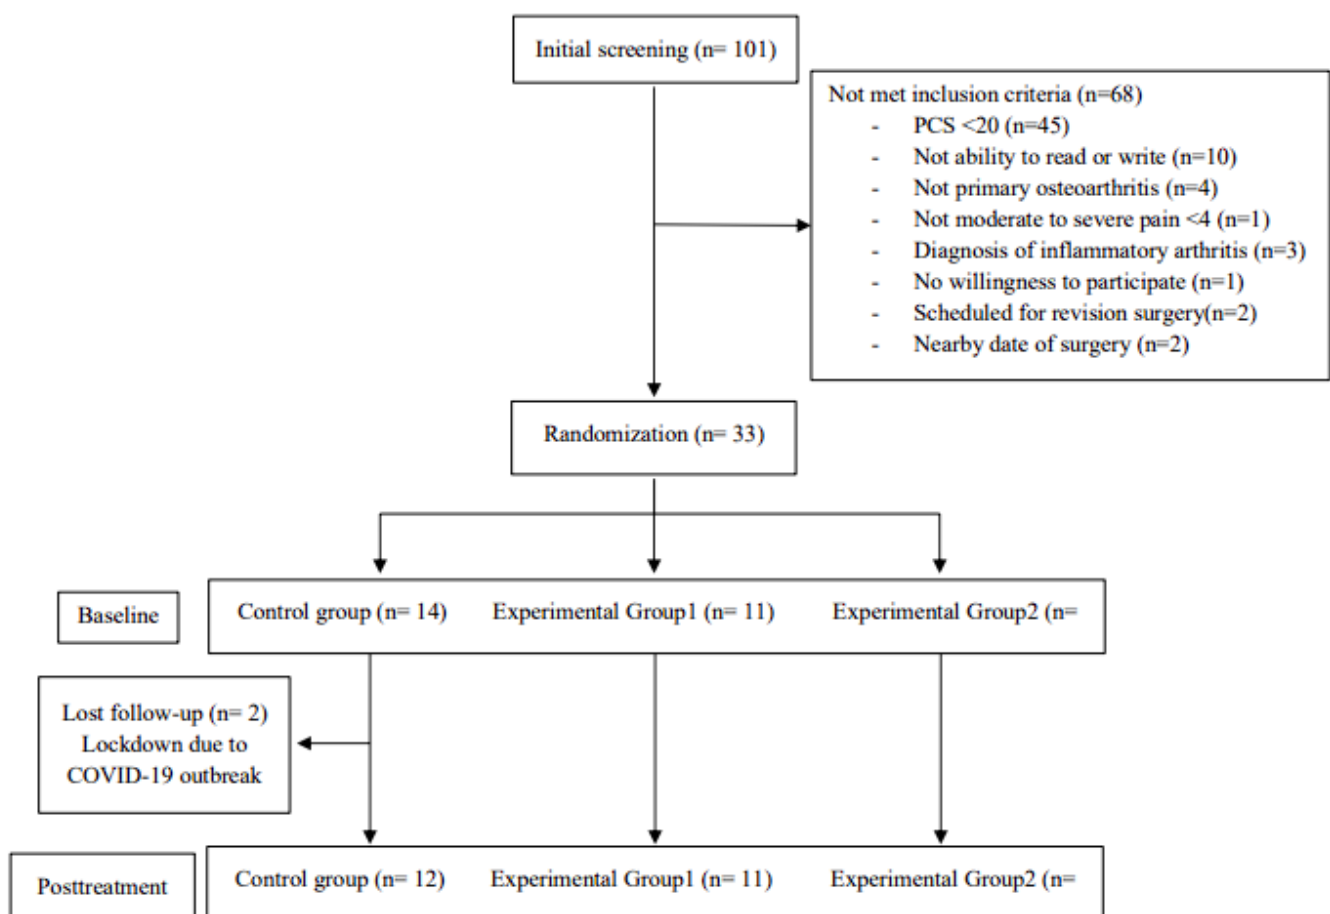 Initial screening (n= 101)
Not met inclusion criteria (n=68)
- PCS <20 (n=45)
- Not ability to read or write (n=10)
- Not primary osteoarthritis (n=4)
- Not moderate to severe pain <4 (n=1)
- Diagnosis of inflammatory arthritis (n=3)
- No willingness to participate (n=1)
- Scheduled for revision surgery(n=2)
- Nearby date of surgery (n=2)
Randomization (n= 33)
Baseline
Control group (n= 14) Experimental Group1 (n= 11) Experimental Group2 (n=
Lost follow-up (n= 2)
Lockdown due to
COVID-19 outbreak
Posttreatment
Control group (n= 12) Experimental Group1 (n= 11) Experimental Group2 (n=